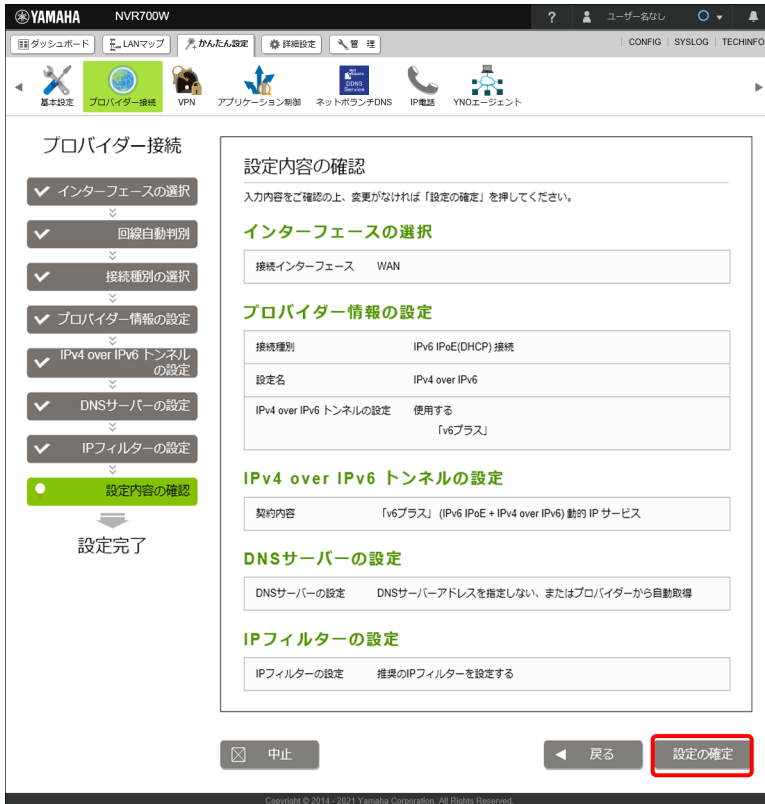 YAMAHA NVR700W ? ユーザー名なし
ダッシュボード LANマップ かんたん設定 詳細設定 管 理 CONFIG | SYSLOG | TECHINFO
基本設定 プロバイダー接続 VPN アプリケーション制御 ネットボランチDNS IP電話 YNOエージェント
プロバイダー接続
インターフェースの選択
回線自動判別
接続種別の選択
プロバイダー情報の設定
IPv4 over IPv6 トンネル
の設定
DNSサーバーの設定
IPフィルターの設定
設定内容の確認
設定完了
設定内容の確認
入力内容をご確認の上、変更がなければ「設定の確定」を押してください。
インターフェースの選択
接続インターフェース WAN
プロバイダー情報の設定
接続種別 IPv6 IPoE(DHCP) 接続
設定名 IPv4 over IPv6
IPv4 over IPv6 トンネルの設定 使用する
「v6プラス」
IPv4 over IPv6 トンネルの設定
契約内容 「v6プラス」 (IPv6 IPoE + IPv4 over IPv6) 動的 IP サービス
DNSサーバーの設定
DNSサーバーの設定 DNSサーバーアドレスを指定しない、またはプロバイダーから自動取得
IPフィルターの設定
IPフィルターの設定 推奨のIPフィルターを設定する
中止 戻る 設定の確定
Copyright © 2014 - 2021 Yamaha Corporation. All Rights Reserved.